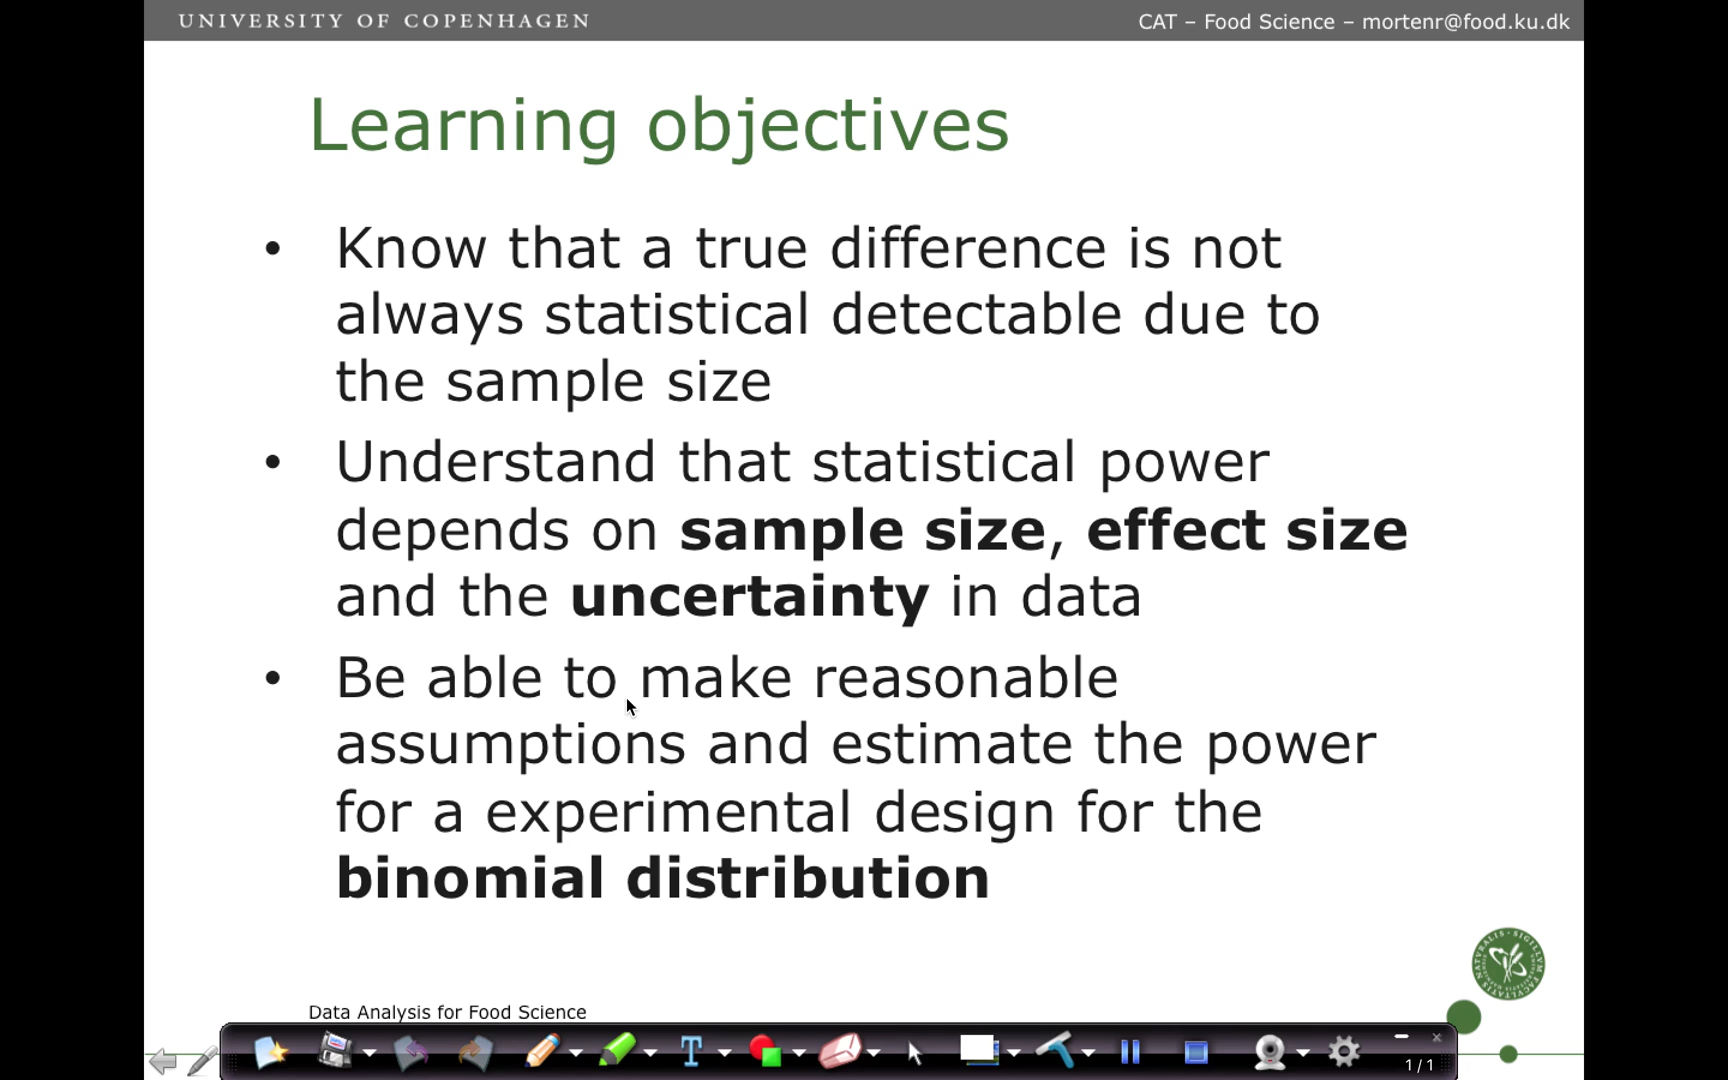 UNIVERSITY OF COPENHAGEN
CAT – Food Science – mortenr@food.ku.dk
Learning objectives
• Know that a true difference is not
always statistical detectable due to
the sample size
• Understand that statistical power
depends on sample size, effect size
and the uncertainty in data
• Be able to make reasonable
assumptions and estimate the power
for a experimental design for the
binomial distribution
Data Analysis for Food Science
T
1/1